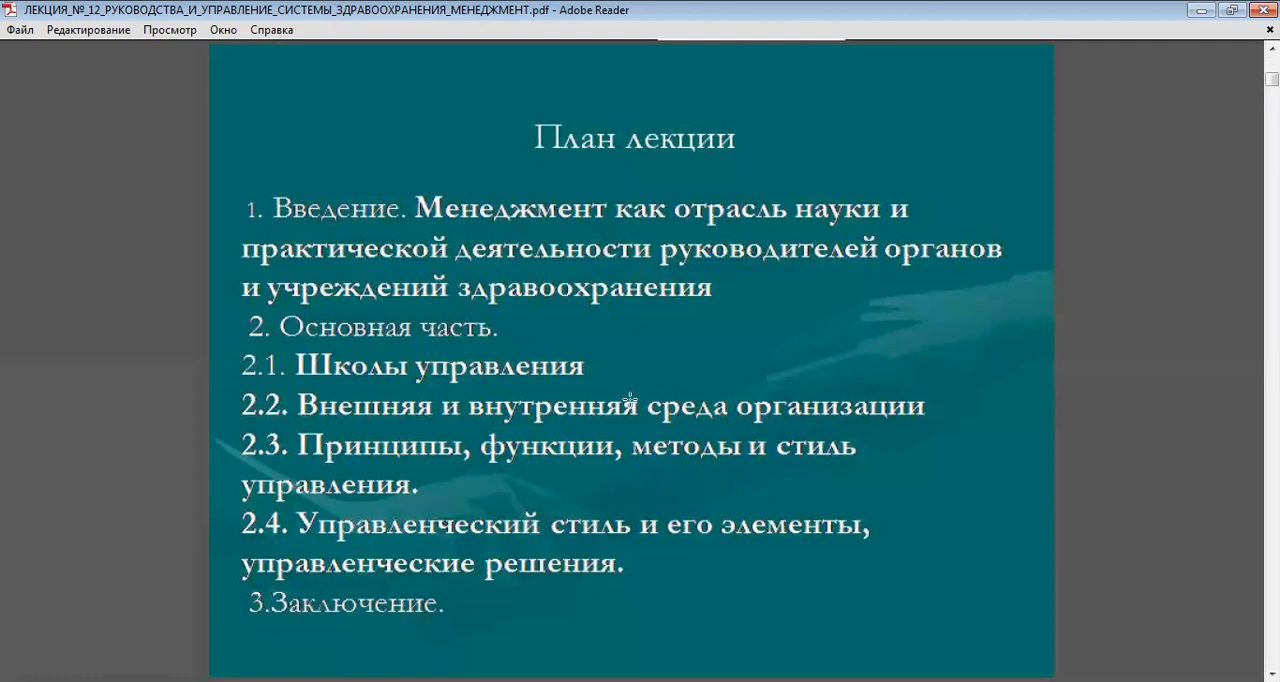 ЛЕКЦИЯ_№_12_РУКОВОДСТВА_И_УПРАВЛЕНИЕ_СИСТЕМЫ_ЗДРАВООХРАНЕНИЯ_МЕНЕДЖМЕНТ.pdf - Adobe Reader
Файл Редактирование Просмотр Окно Справка
План лекции
1. Введение. Менеджмент как отрасль науки и
практической деятельности руководителей органов
и учреждений здравоохранения
2. Основная часть.
2.1. Школы управления
2.2. Внешняя и внутренняя среда организации
2.3. Принципы, функции, методы и стиль
управления.
2.4. Управленческий стиль и его элементы,
управленческие решения.
3.Заключение.